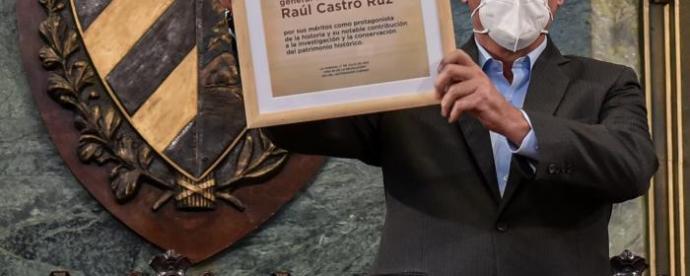 general
Raúl Castro Ruz
por sus méritos como protagonista
de la historia y su notable contribución
a la investigación y la conservación
del patrimonio histórico.